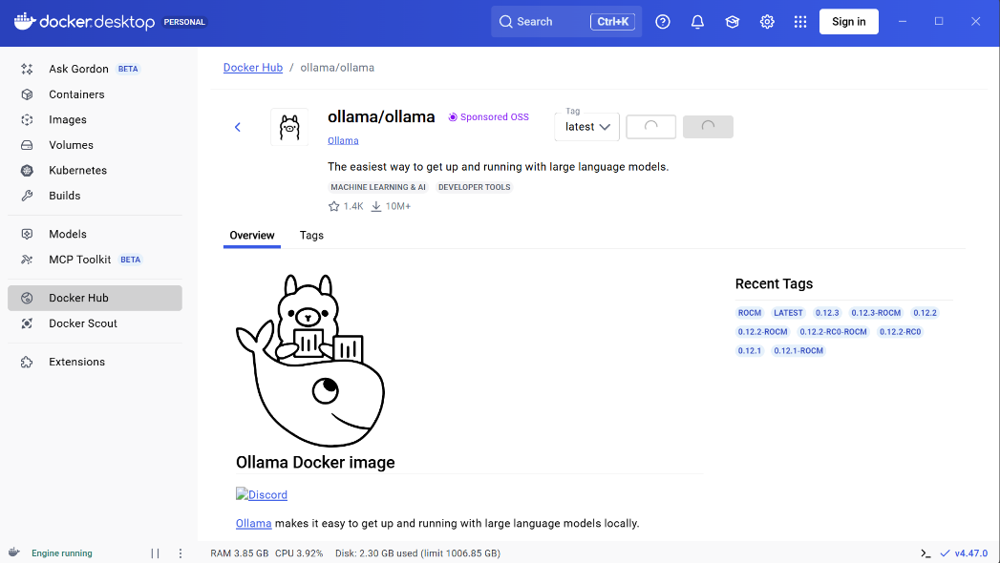 docker.desktop PERSONAL Search Ctrl+K Sign in
Ask Gordon BETA
Containers
Images
Volumes
Kubernetes
Builds
Models
MCP Toolkit BETA
Docker Hub
Docker Scout
Extensions
Docker Hub / ollama/ollama
ollama/ollama Sponsored OSS
Tag
latest
Ollama
The easiest way to get up and running with large language models.
MACHINE LEARNING & AI DEVELOPER TOOLS
1.4K 10M+
Overview Tags
Recent Tags
ROCM LATEST 0.12.3 0.12.3-ROCM 0.12.2
0.12.2-ROCM 0.12.2-RC0-ROCM 0.12.2-RC0
0.12.1 0.12.1-ROCM
Ollama Docker image
Discord
Ollama makes it easy to get up and running with large language models locally.
Engine running RAM 3.85 GB CPU 3.92% Disk: 2.30 GB used (limit 1006.85 GB) v4.47.0